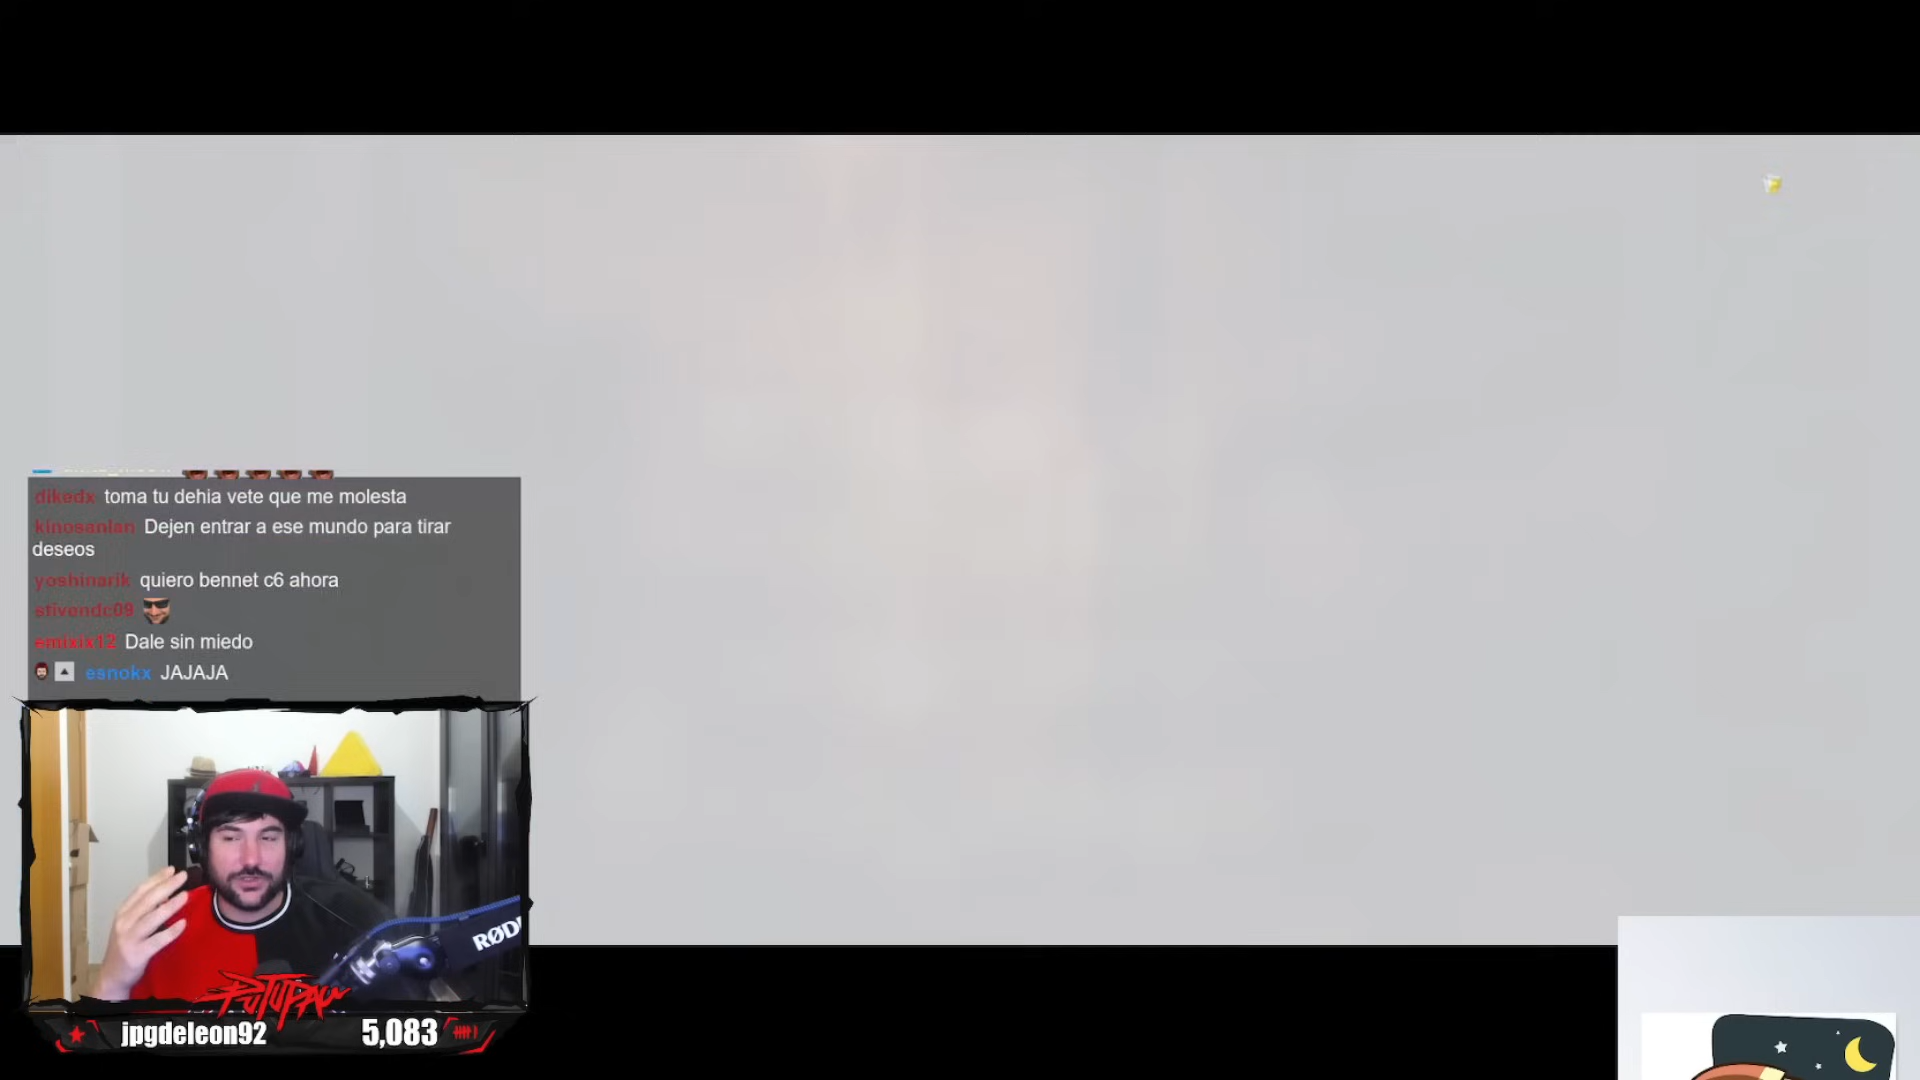 dikedx toma tu dehia vete que me molesta
kinosanlan Dejen entrar a ese mundo para tirar
deseos
yoshinarik quiero bennet c6 ahora
stivendc09
emixix12 Dale sin miedo
esnokx JAJAJA
RØDE
PUTUPAU
jpgdeleon92 5,083